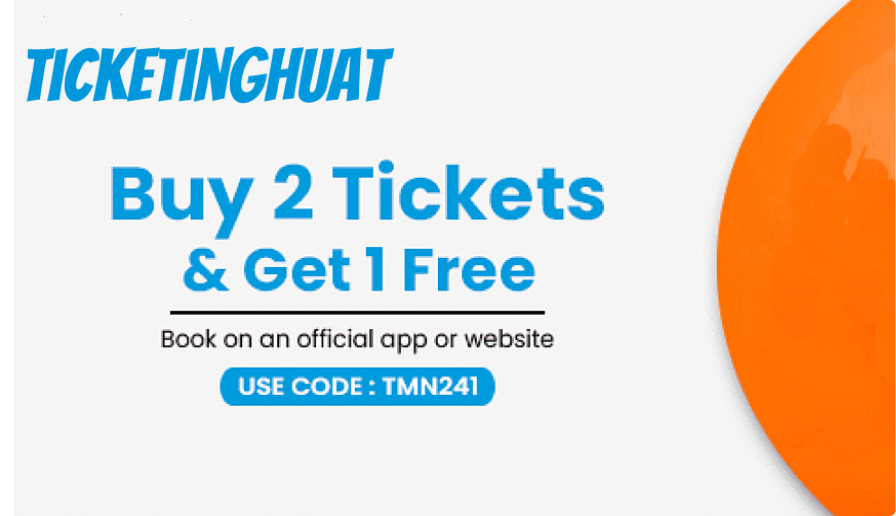 TICKETINGHUAT
Buy 2 Tickets
& Get 1 Free
Book on an official app or website
USE CODE : TMN241